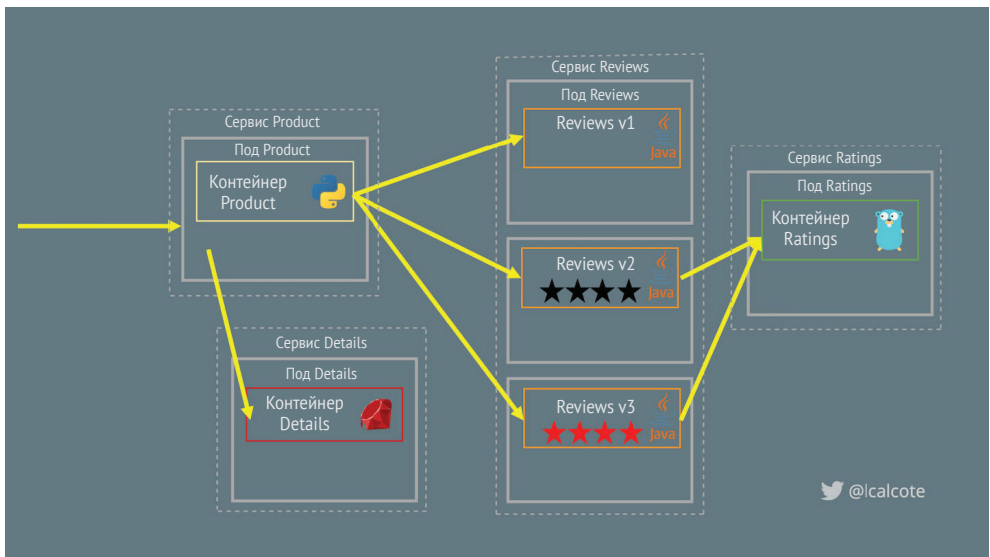 Сервис Product
Под Product
Контейнер
Product
Сервис Details
Под Details
Контейнер
Details
Сервис Reviews
Под Reviews
Reviews v1
Java
Reviews v2
Java
Reviews v3
Java
Сервис Ratings
Под Ratings
Контейнер
Ratings
@lcalcote